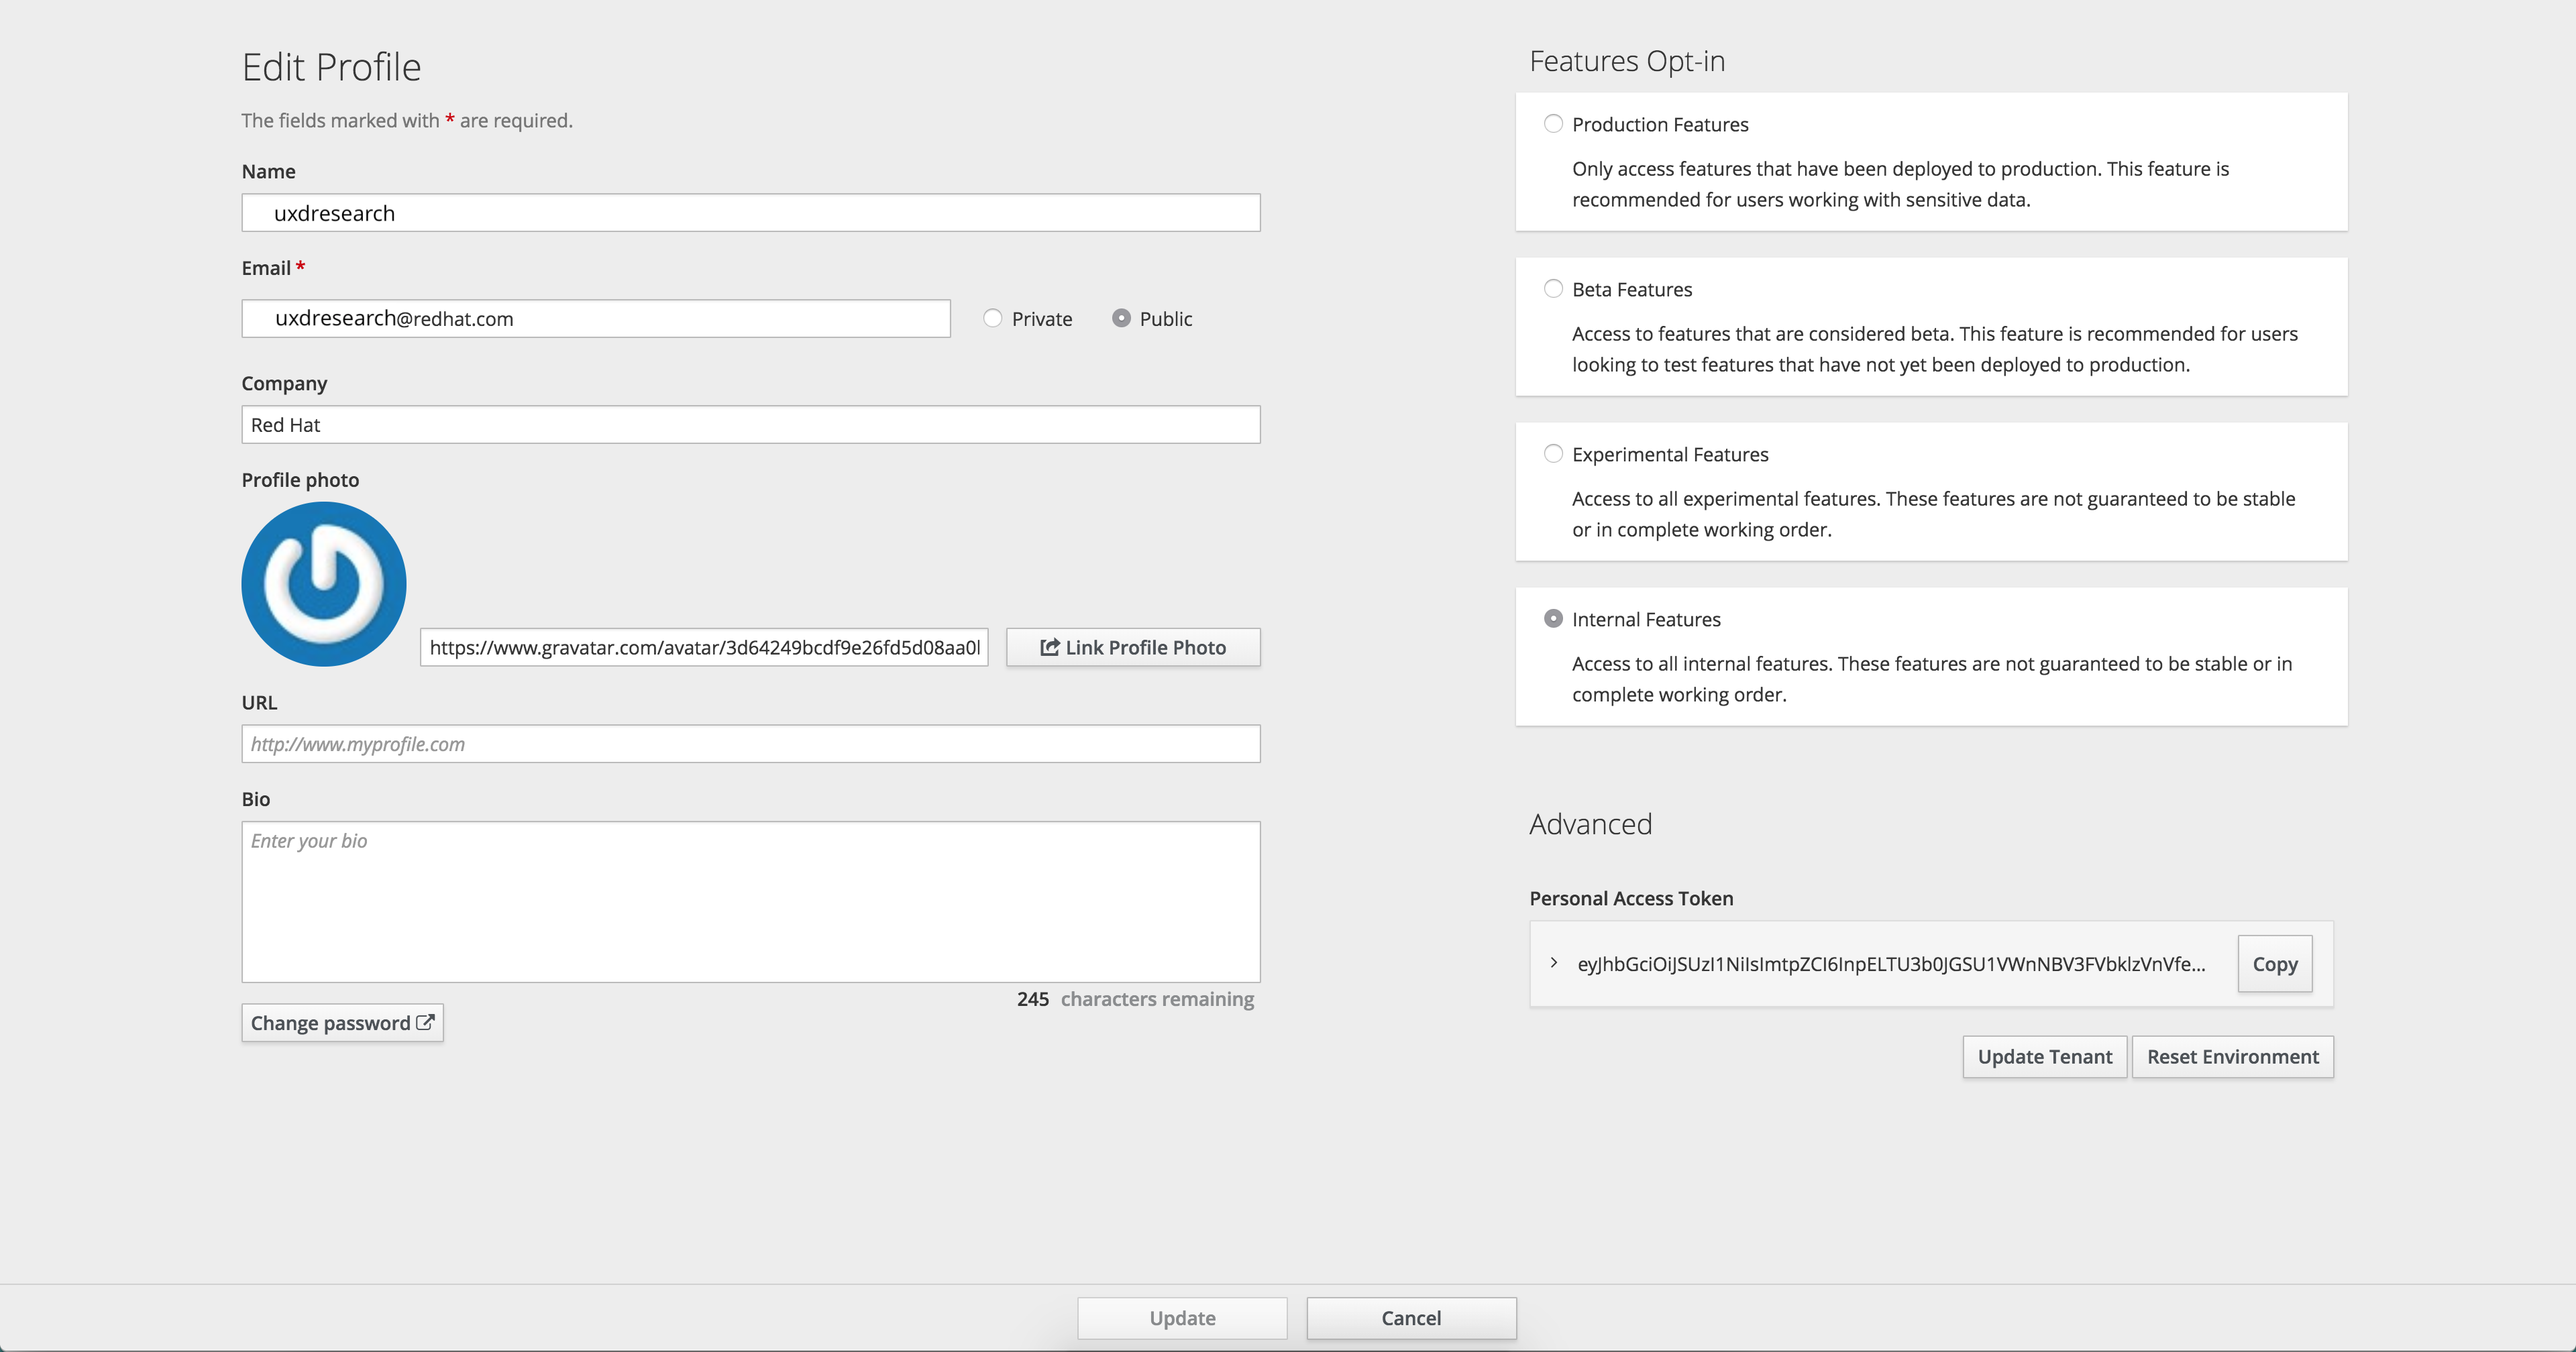 Edit Profile
The fields marked with * are required.
Name
uxdresearch
Email *
uxdresearch@redhat.com
Private
Public
Company
Red Hat
Profile photo
https://www.gravatar.com/avatar/3d64249bcdf9e26fd5d08aa0l
Link Profile Photo
URL
http://www.myprofile.com
Bio
Enter your bio
245 characters remaining
Change password
Features Opt-in
Production Features
Only access features that have been deployed to production. This feature is
recommended for users working with sensitive data.
Beta Features
Access to features that are considered beta. This feature is recommended for users
looking to test features that have not yet been deployed to production.
Experimental Features
Access to all experimental features. These features are not guaranteed to be stable
or in complete working order.
Internal Features
Access to all internal features. These features are not guaranteed to be stable or in
complete working order.
Advanced
Personal Access Token
eyJhbGciOiJSUzI1NiIsImtpZCI6InpELTU3b0JGSU1VWnNBV3FVbklzVnVfe...
Copy
Update Tenant
Reset Environment
Update
Cancel